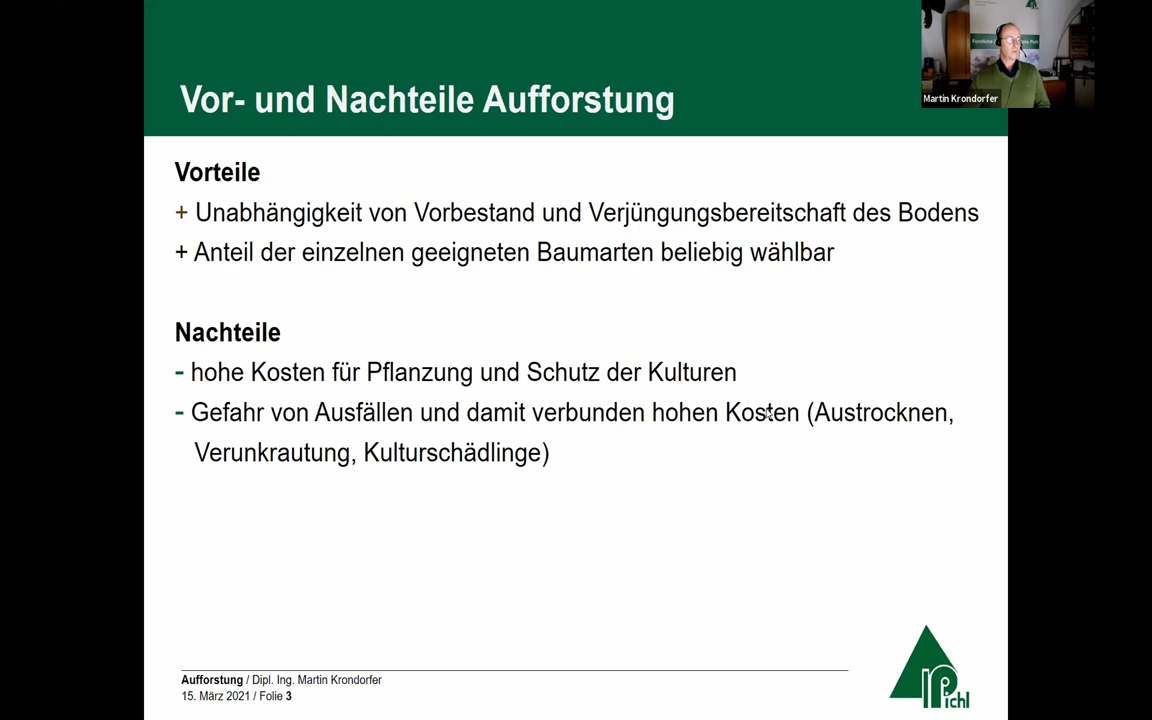 Vor- und Nachteile Aufforstung
Martin Krondorfer
Vorteile
+ Unabhängigkeit von Vorbestand und Verjüngungsbereitschaft des Bodens
+ Anteil der einzelnen geeigneten Baumarten beliebig wählbar
Nachteile
- hohe Kosten für Pflanzung und Schutz der Kulturen
- Gefahr von Ausfällen und damit verbunden hohen Kosten (Austrocknen,
Verunkrautung, Kulturschädlinge)
Aufforstung / Dipl. Ing. Martin Krondorfer
15. März 2021 / Folie 3
Pichl